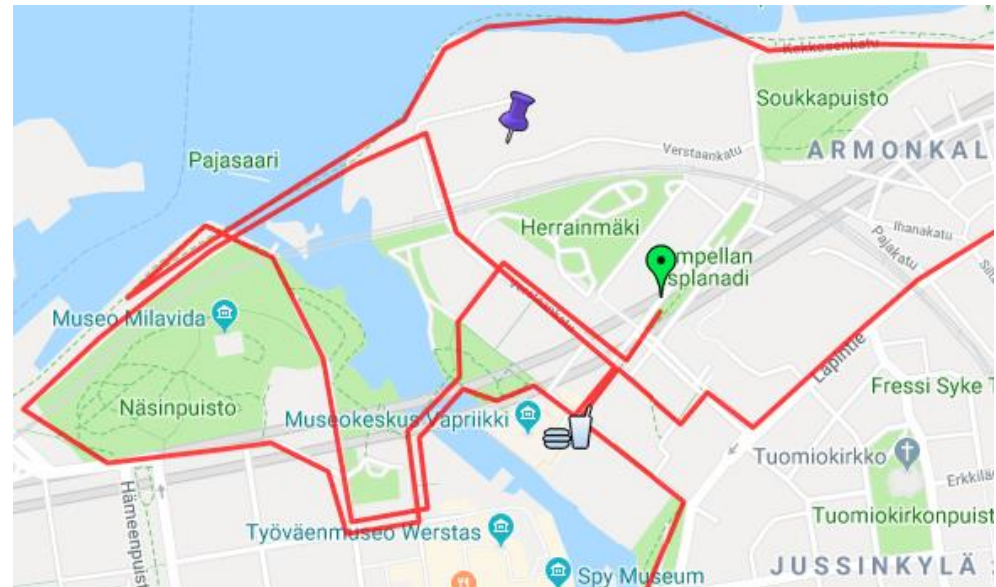 Kekkosenkatu
Soukkapuisto
Verstaankatu
ARMONKAL
Pajasaari
Herrainmäki
Ihanakatu
Pajakatu
mpellan
splanadi
Museo Milavida
Lapintie
Fressi Syke T
Näsinpuisto
Museokeskus Vapriikki
Tuomiokirkko
Erkkilä
Hämeenpuist
Työväenmuseo Werstas
Tuomiokirkonpuist
Spy Museum
JUSSINKYLÄ